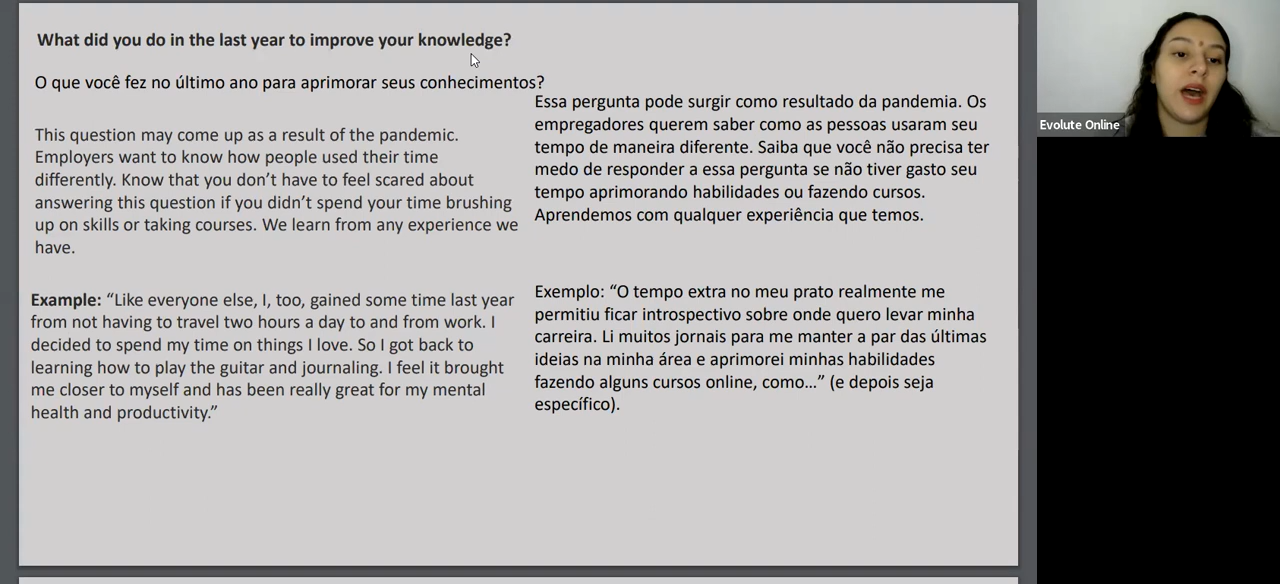 What did you do in the last year to improve your knowledge?
O que você fez no último ano para aprimorar seus conhecimentos?
This question may come up as a result of the pandemic.
Employers want to know how people used their time
differently. Know that you don’t have to feel scared about
answering this question if you didn’t spend your time brushing
up on skills or taking courses. We learn from any experience we
have.
Example: “Like everyone else, I, too, gained some time last year
from not having to travel two hours a day to and from work. I
decided to spend my time on things I love. So I got back to
learning how to play the guitar and journaling. I feel it brought
me closer to myself and has been really great for my mental
health and productivity.”
Essa pergunta pode surgir como resultado da pandemia. Os
empregadores querem saber como as pessoas usaram seu
tempo de maneira diferente. Saiba que você não precisa ter
medo de responder a essa pergunta se não tiver gasto seu
tempo aprimorando habilidades ou fazendo cursos.
Aprendemos com qualquer experiência que temos.
Exemplo: “O tempo extra no meu prato realmente me
permitiu ficar introspectivo sobre onde quero levar minha
carreira. Li muitos jornais para me manter a par das últimas
ideias na minha área e aprimorei minhas habilidades
fazendo alguns cursos online, como...” (e depois seja
específico).
Evolute Online